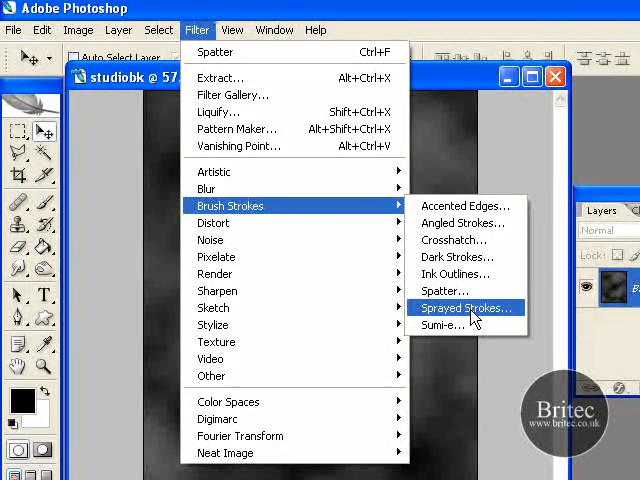 Adobe Photoshop
File Edit Image Layer Select Filter View Window Help
Auto Select Layer
Spatter Ctrl+F
studiobk @ 57.
Extract... Alt+Ctrl+X
Filter Gallery...
Liquify... Shift+Ctrl+X
Pattern Maker... Alt+Shift+Ctrl+X
Vanishing Point... Alt+Ctrl+V
Artistic
Blur
Brush Strokes
Distort
Noise
Pixelate
Render
Sharpen
Sketch
Stylize
Texture
Video
Other
Color Spaces
Digimarc
Fourier Transform
Neat Image
Accented Edges...
Angled Strokes...
Crosshatch...
Dark Strokes...
Ink Outlines...
Spatter...
Sprayed Strokes...
Sumi-e...
Layers
Normal
Lock:
Britec
www.britec.co.uk